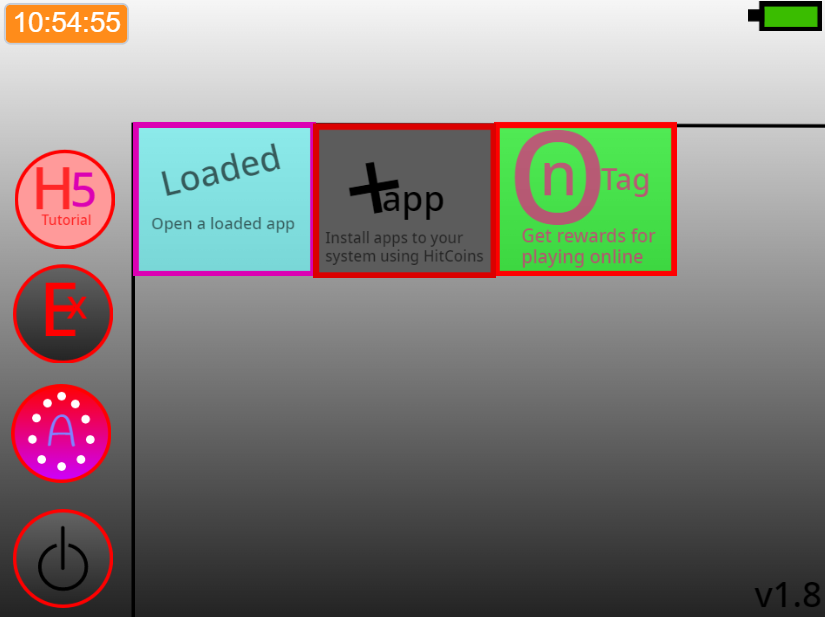 10:54:55
H5
Tutorial
Ex
A
Loaded
Open a loaded app
+app
Install apps to your
system using HitCoins
On Tag
Get rewards for
playing online
v1.8